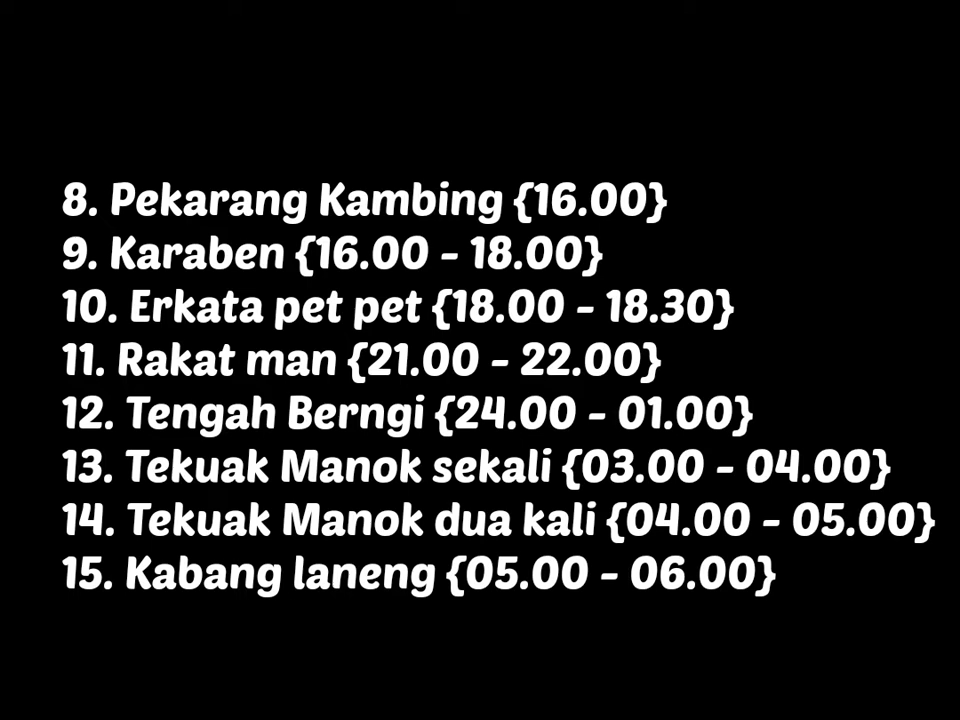 8. Pekarang Kambing {16.00}
9. Karaben {16.00 - 18.00}
10. Erkata pet pet {18.00 - 18.30}
11. Rakat man {21.00 - 22.00}
12. Tengah Berngi {24.00 - 01.00}
13. Tekuak Manok sekali {03.00 - 04.00}
14. Tekuak Manok dua kali {04.00 - 05.00}
15. Kabang laneng {05.00 - 06.00}